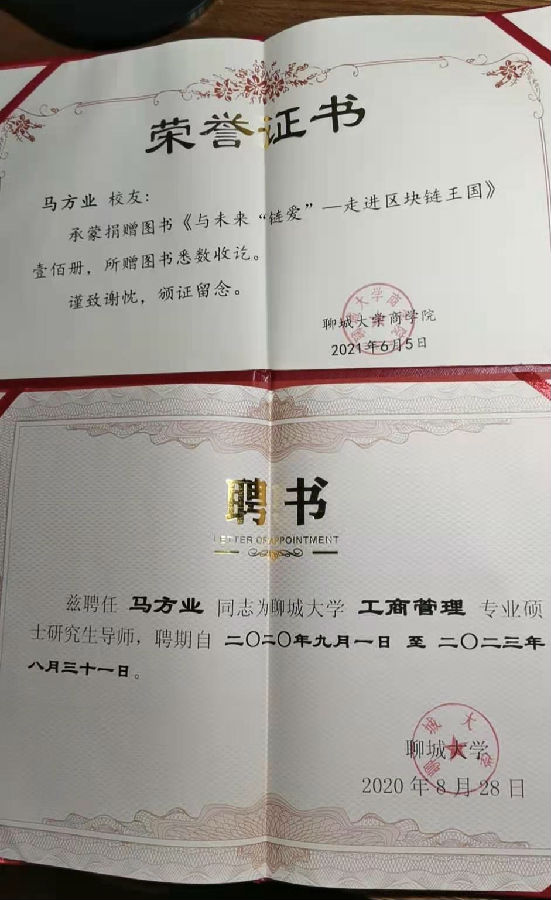 荣誉证书
马方业 校友：
承蒙捐赠图书《与未来“链爱”—走进区块链王国》
壹佰册，所赠图书悉数收讫。
谨致谢忱，颁证留念。
聊城大学商学院
2021年6月5日
聘书
LETTER OF APPOINTMENT
兹聘任 马方业 同志为聊城大学 工商管理 专业硕
士研究生导师，聘期自 二〇二〇年九月一日 至 二〇二三年
八月三十一日。
聊城大学
2020 年 8 月 28 日